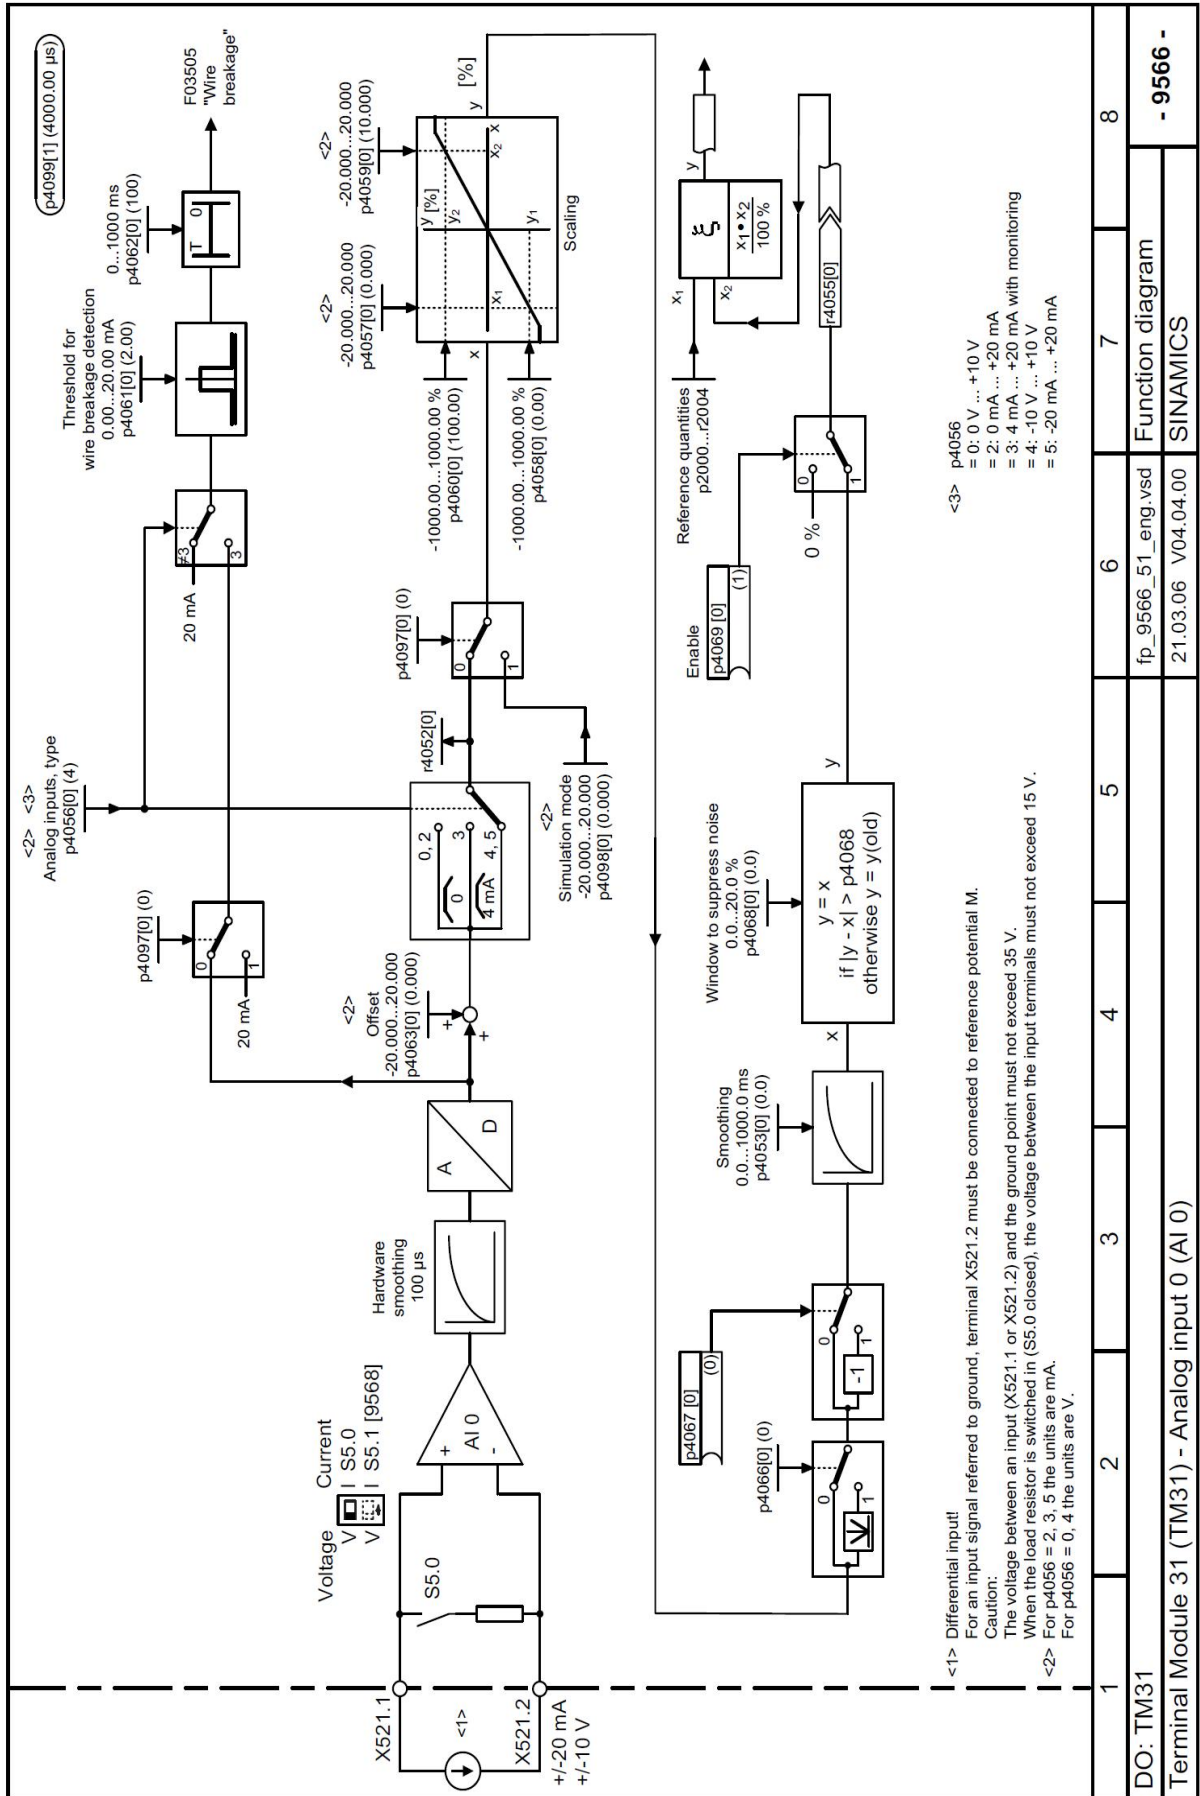 p4099[1] (4000.00 µs)
<2> <3>
Analog inputs, type
p4056[0] (4)
p4097[0] (0)
0
1
20 mA
20 mA
≠3
3
Threshold for
wire breakage detection
0.00...20.00 mA
p4061[0] (2.00)
0...1000 ms
p4062[0] (100)
T
0
F03505
"Wire
breakage"
X521.1
<1>
X521.2
+/-20 mA
+/-10 V
S5.0
Voltage
Current
V
I S5.0
V
I S5.1 [9568]
+
AI 0
-
Hardware
smoothing
100 µs
A
D
<2>
Offset
-20.000...20.000
p4063[0] (0.000)
+
+
0
4 mA
0, 2
3
4, 5
r4052[0]
<2>
Simulation mode
-20.000...20.000
p4098[0] (0.000)
p4097[0] (0)
0
1
-1000.00...1000.00 %
p4060[0] (100.00)
-1000.00...1000.00 %
p4058[0] (0.00)
<2>
-20.000...20.000
p4057[0] (0.000)
<2>
-20.000...20.000
p4059[0] (10.000)
x
y [%]
y2
x1
x2
x
y1
Scaling
y
[%]
p4066[0] (0)
0
1
p4067 [0]
(0)
0
1
-1
Smoothing
0.0...1000.0 ms
p4053[0] (0.0)
x
Window to suppress noise
0.0...20.0 %
p4068[0] (0.0)
y = x
if |y - x| > p4068
otherwise y = y(old)
y
Enable
p4069 [0]
(1)
0 %
0
1
r4055[0]
Reference quantities
p2000...r2004
x1
x2
x1 • x2
100 %
y
<1> Differential input!
For an input signal referred to ground, terminal X521.2 must be connected to reference potential M.
Caution:
The voltage between an input (X521.1 or X521.2) and the ground point must not exceed 35 V.
When the load resistor is switched in (S5.0 closed), the voltage between the input terminals must not exceed 15 V.
<2> For p4056 = 2, 3, 5 the units are mA.
For p4056 = 0, 4 the units are V.
<3> p4056
= 0: 0 V ... +10 V
= 2: 0 mA ... +20 mA
= 3: 4 mA ... +20 mA with monitoring
= 4: -10 V ... +10 V
= 5: -20 mA ... +20 mA
1
2
3
4
5
6
7
8
DO: TM31
fp_9566_51_eng.vsd
Function diagram
- 9566 -
Terminal Module 31 (TM31) - Analog input 0 (AI 0)
21.03.06 V04.04.00
SINAMICS